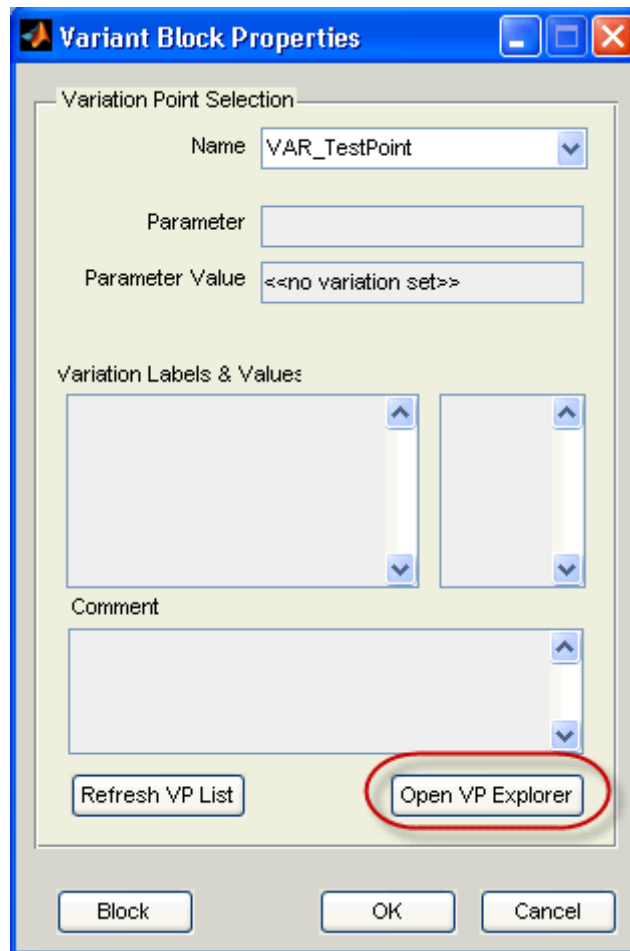 Variant Block Properties
Variation Point Selection
Name VAR_TestPoint
Parameter
Parameter Value <<no variation set>>
Variation Labels & Values
Comment
Refresh VP List Open VP Explorer
Block OK Cancel